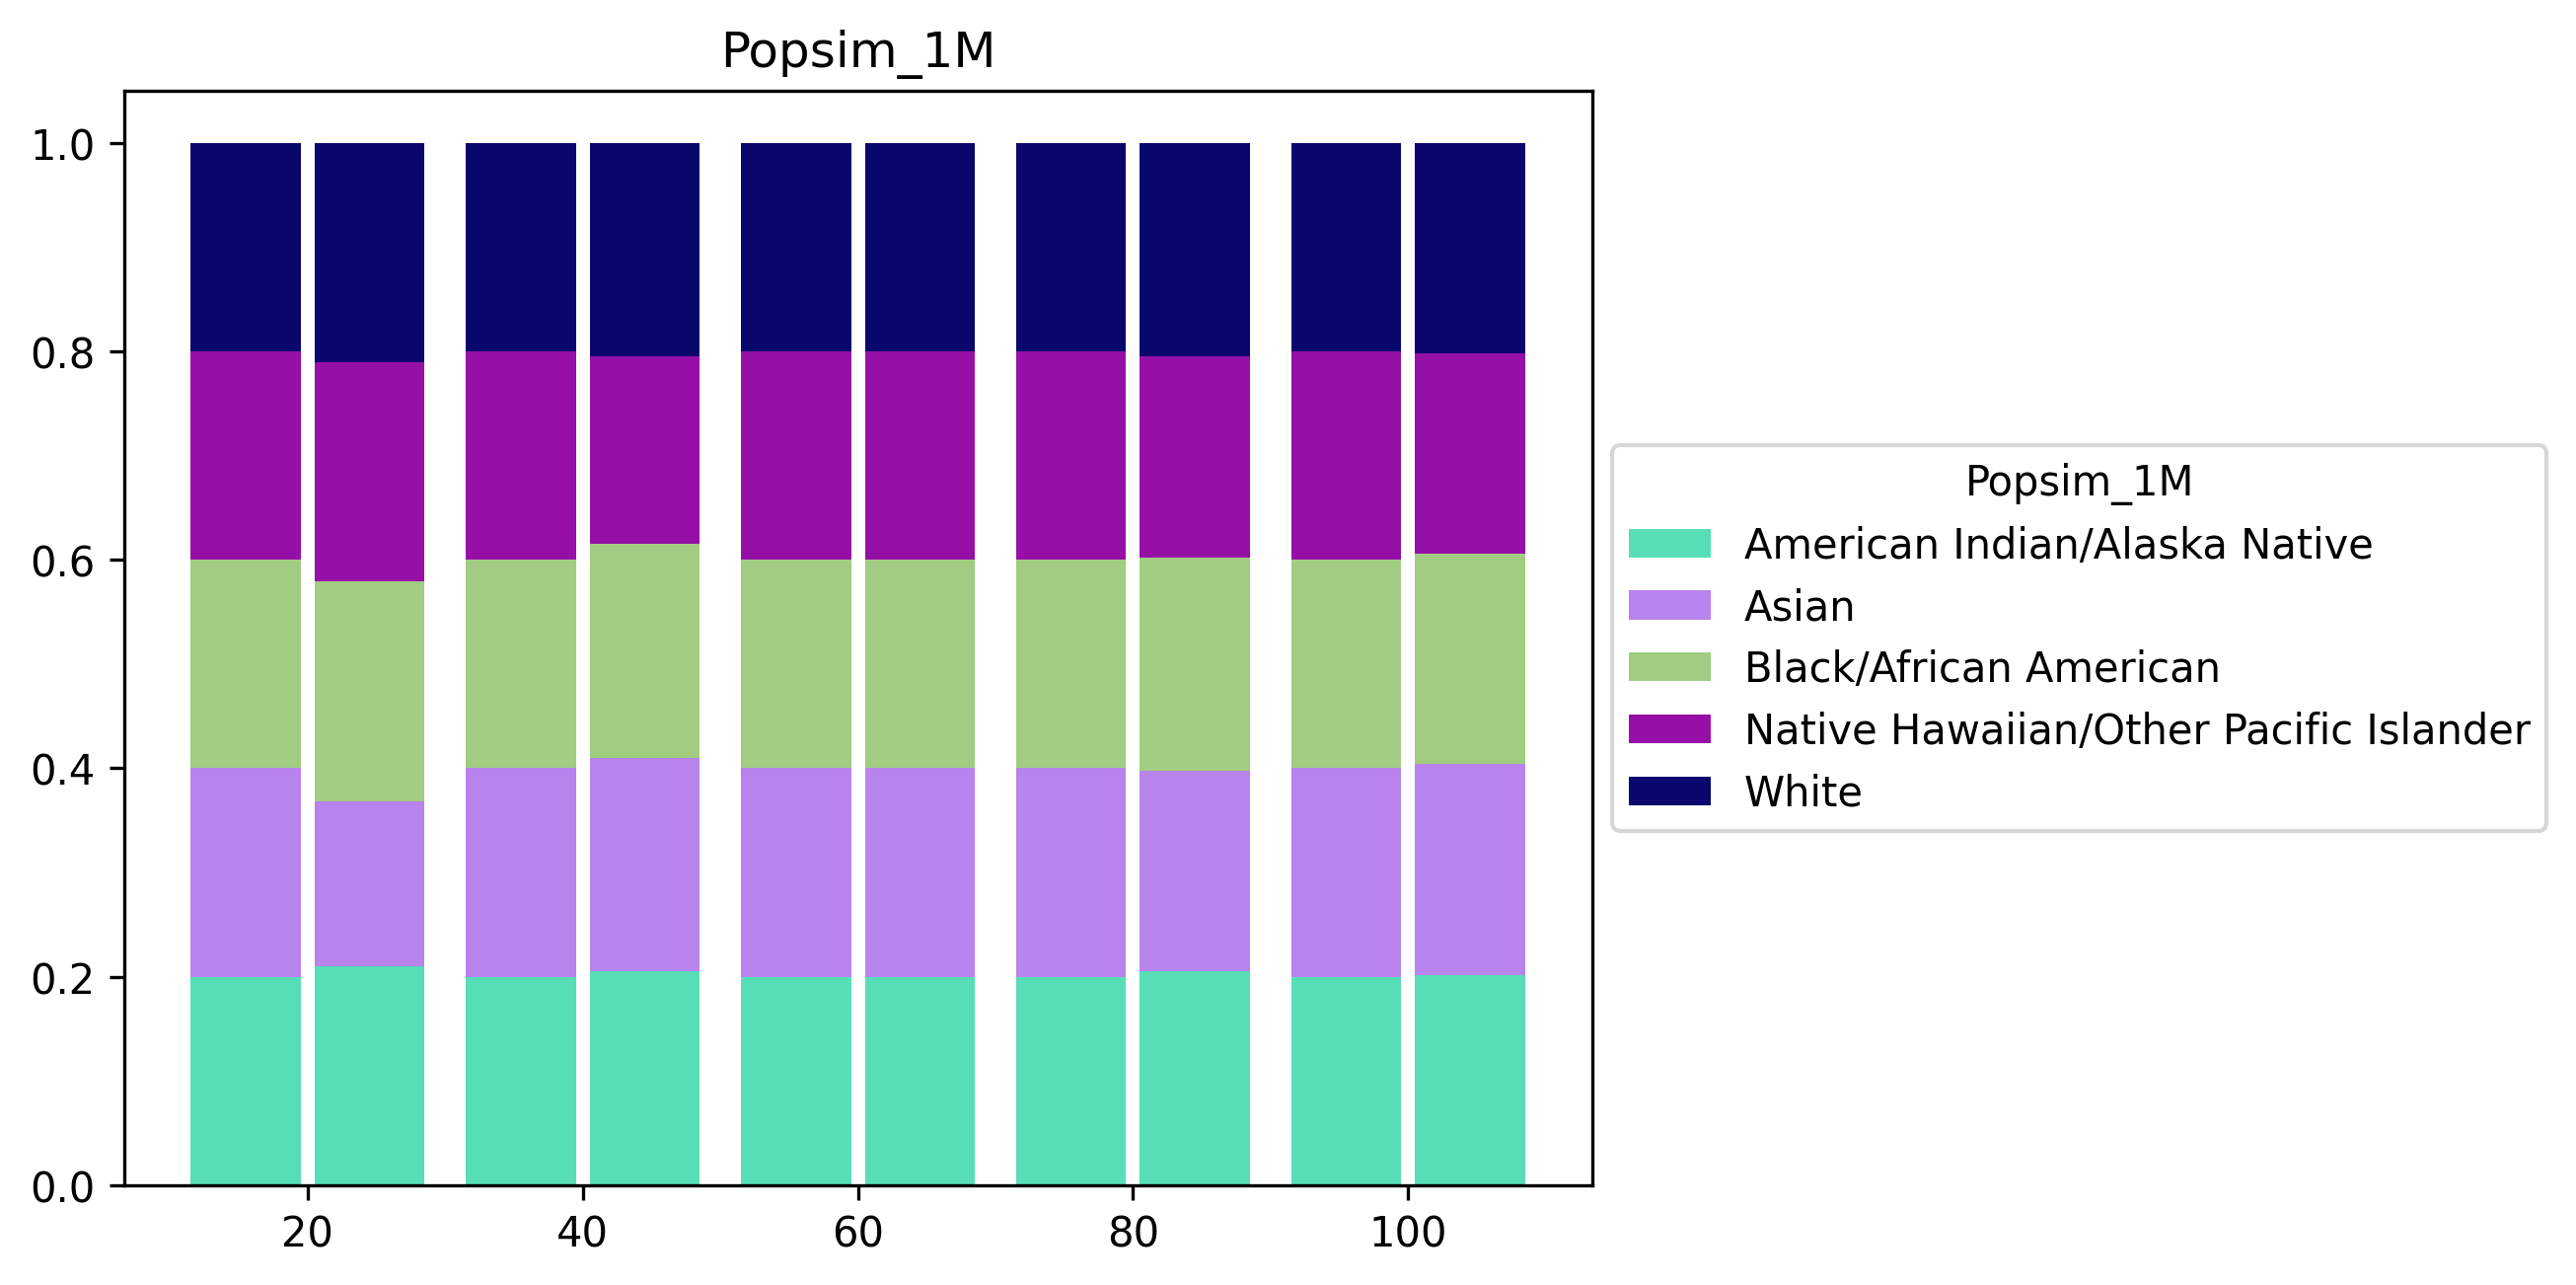 Popsim_1M
1.0
0.8
0.6
0.4
0.2
0.0
20 40 60 80 100
Popsim_1M
American Indian/Alaska Native
Asian
Black/African American
Native Hawaiian/Other Pacific Islander
White